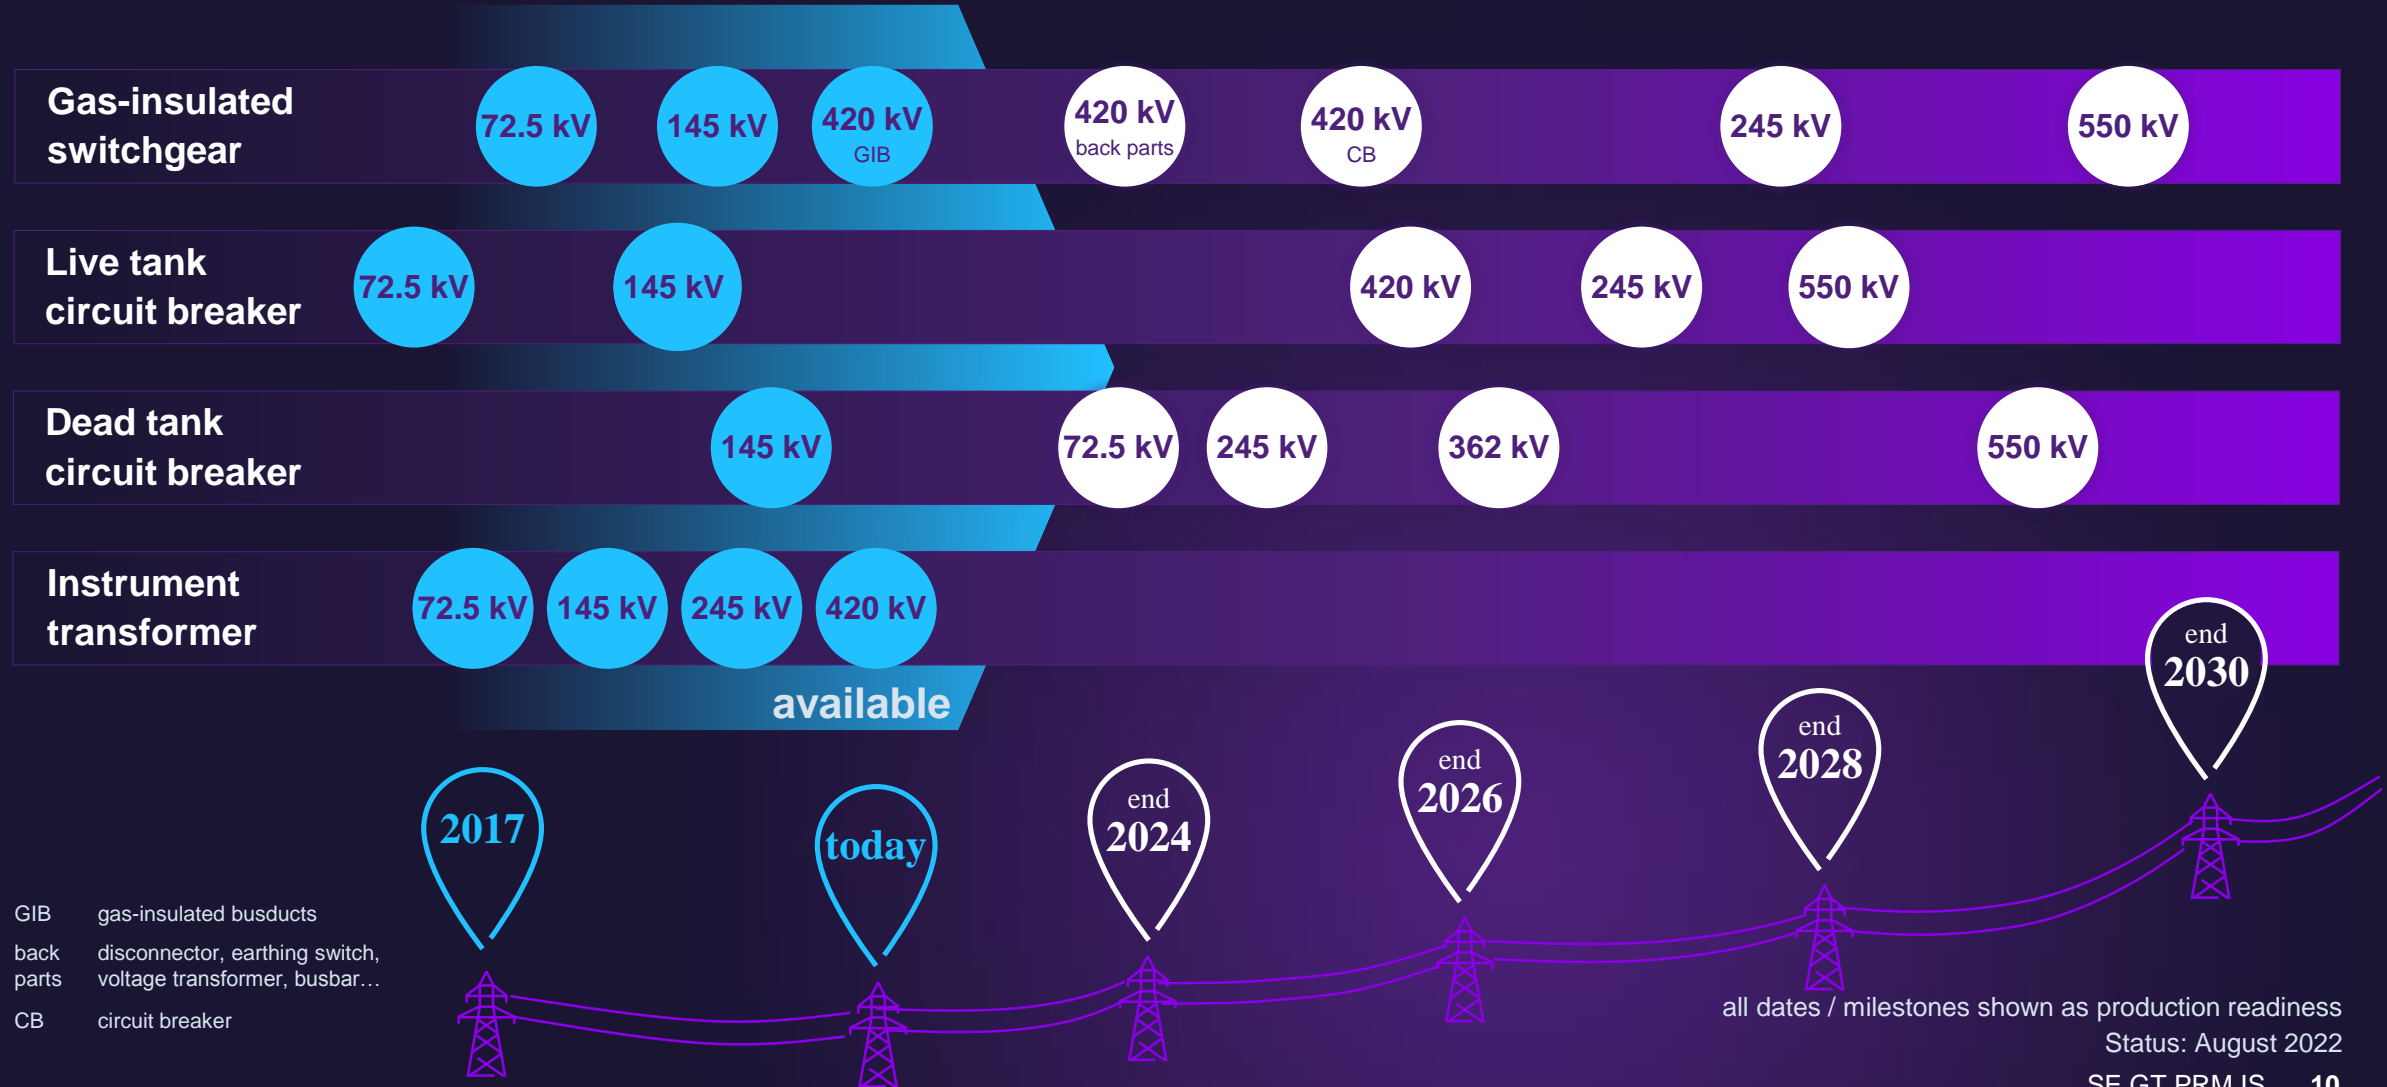 Gas-insulated
switchgear
72.5 kV
145 kV
420 kV
GIB
420 kV
back parts
420 kV
CB
245 kV
550 kV
Live tank
circuit breaker
72.5 kV
145 kV
420 kV
245 kV
550 kV
Dead tank
circuit breaker
145 kV
72.5 kV
245 kV
362 kV
550 kV
Instrument
transformer
72.5 kV
145 kV
245 kV
420 kV
available
2017
today
end
2024
end
2026
end
2028
end
2030
GIB gas-insulated busducts
back disconnector, earthing switch,
parts voltage transformer, busbar…
CB circuit breaker
all dates / milestones shown as production readiness
Status: August 2022
SE GT PRM IS 10